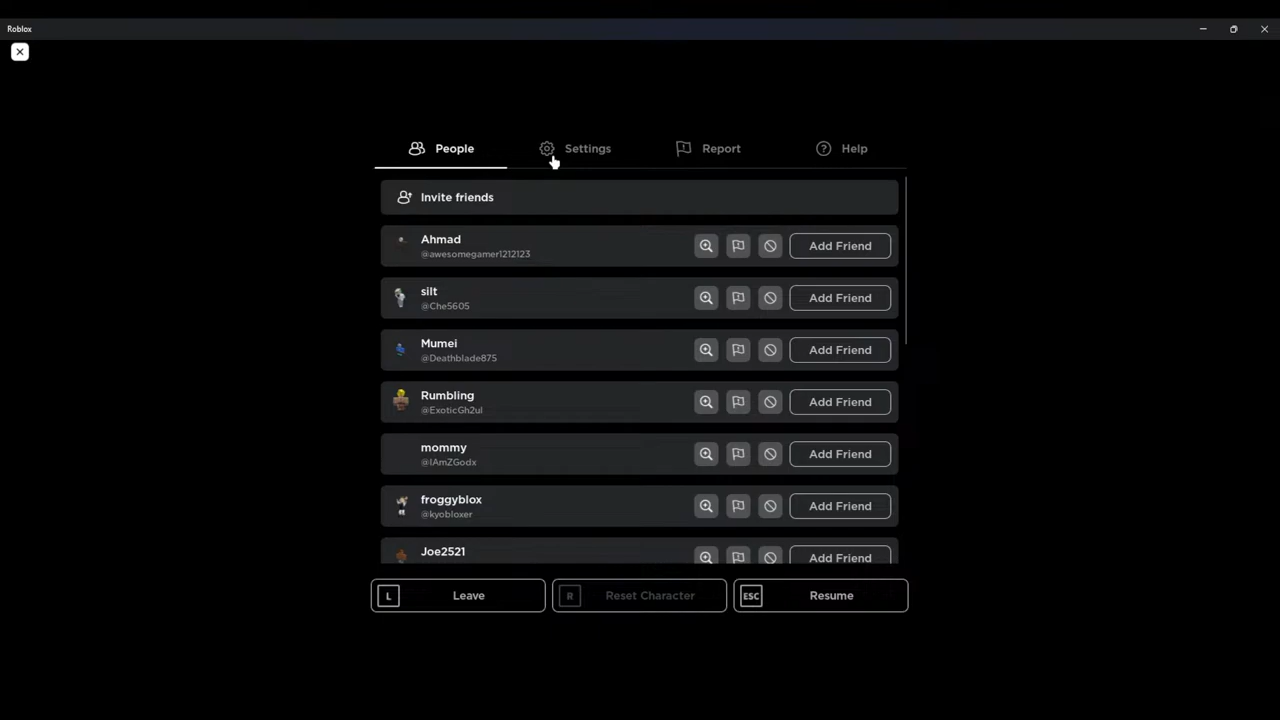 Roblox
People
Settings
Report
Help
Invite friends
Ahmad
@awesomegamer1212123
Add Friend
silt
@Che5605
Add Friend
Mumei
@Deathblade875
Add Friend
Rumbling
@ExoticGh2ul
Add Friend
mommy
@IAmZGodx
Add Friend
froggyblox
@kyobloxer
Add Friend
Joe2521
Add Friend
L Leave
R Reset Character
ESC Resume